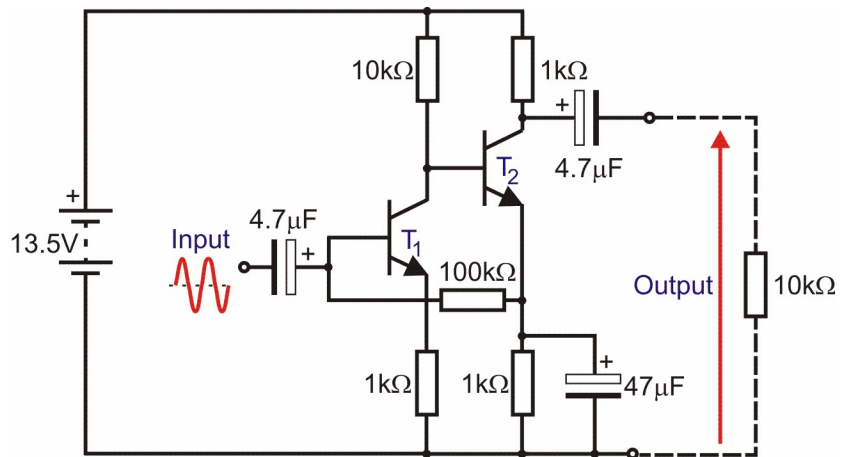 10kΩ
1kΩ
+
4.7μF
T2
+
13.5V
Input
4.7μF
+
T1
100kΩ
Output
10kΩ
1kΩ
1kΩ
+
47μF